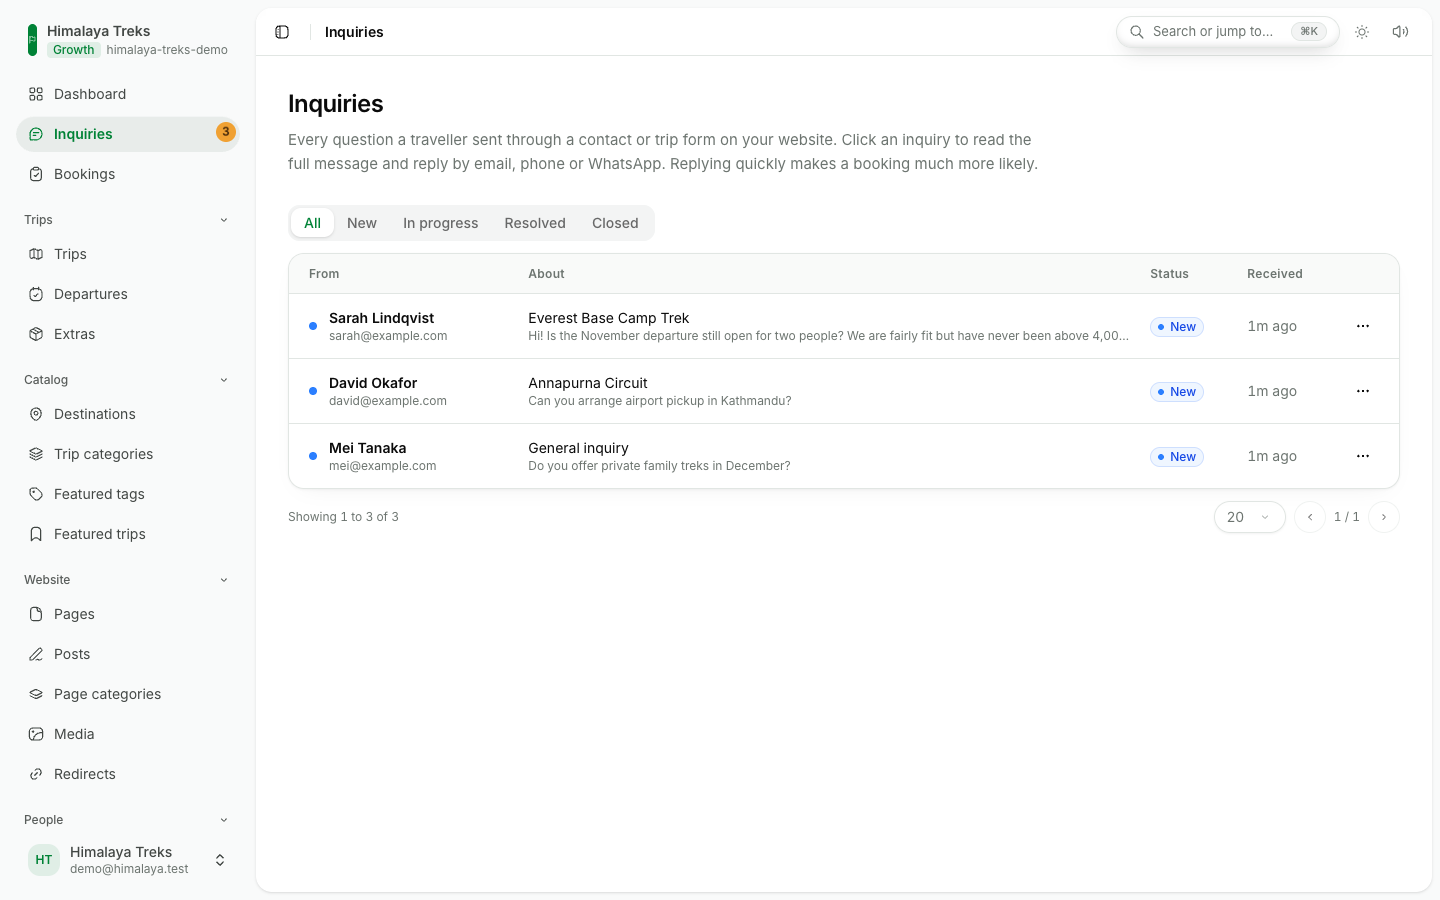 Himalaya Treks
Growth himalaya-treks-demo
Dashboard
Inquiries 3
Bookings
Trips
Trips
Departures
Extras
Catalog
Destinations
Trip categories
Featured tags
Featured trips
Website
Pages
Posts
Page categories
Media
Redirects
People
HT Himalaya Treks
demo@himalaya.test
Inquiries
Search or jump to... ⌘K
Inquiries
Every question a traveller sent through a contact or trip form on your website. Click an inquiry to read the
full message and reply by email, phone or WhatsApp. Replying quickly makes a booking much more likely.
All New In progress Resolved Closed
From About Status Received
Sarah Lindqvist Everest Base Camp Trek New 1m ago
sarah@example.com Hi! Is the November departure still open for two people? We are fairly fit but have never been above 4,00...
David Okafor Annapurna Circuit New 1m ago
david@example.com Can you arrange airport pickup in Kathmandu?
Mei Tanaka General inquiry New 1m ago
mei@example.com Do you offer private family treks in December?
Showing 1 to 3 of 3 20 1 / 1